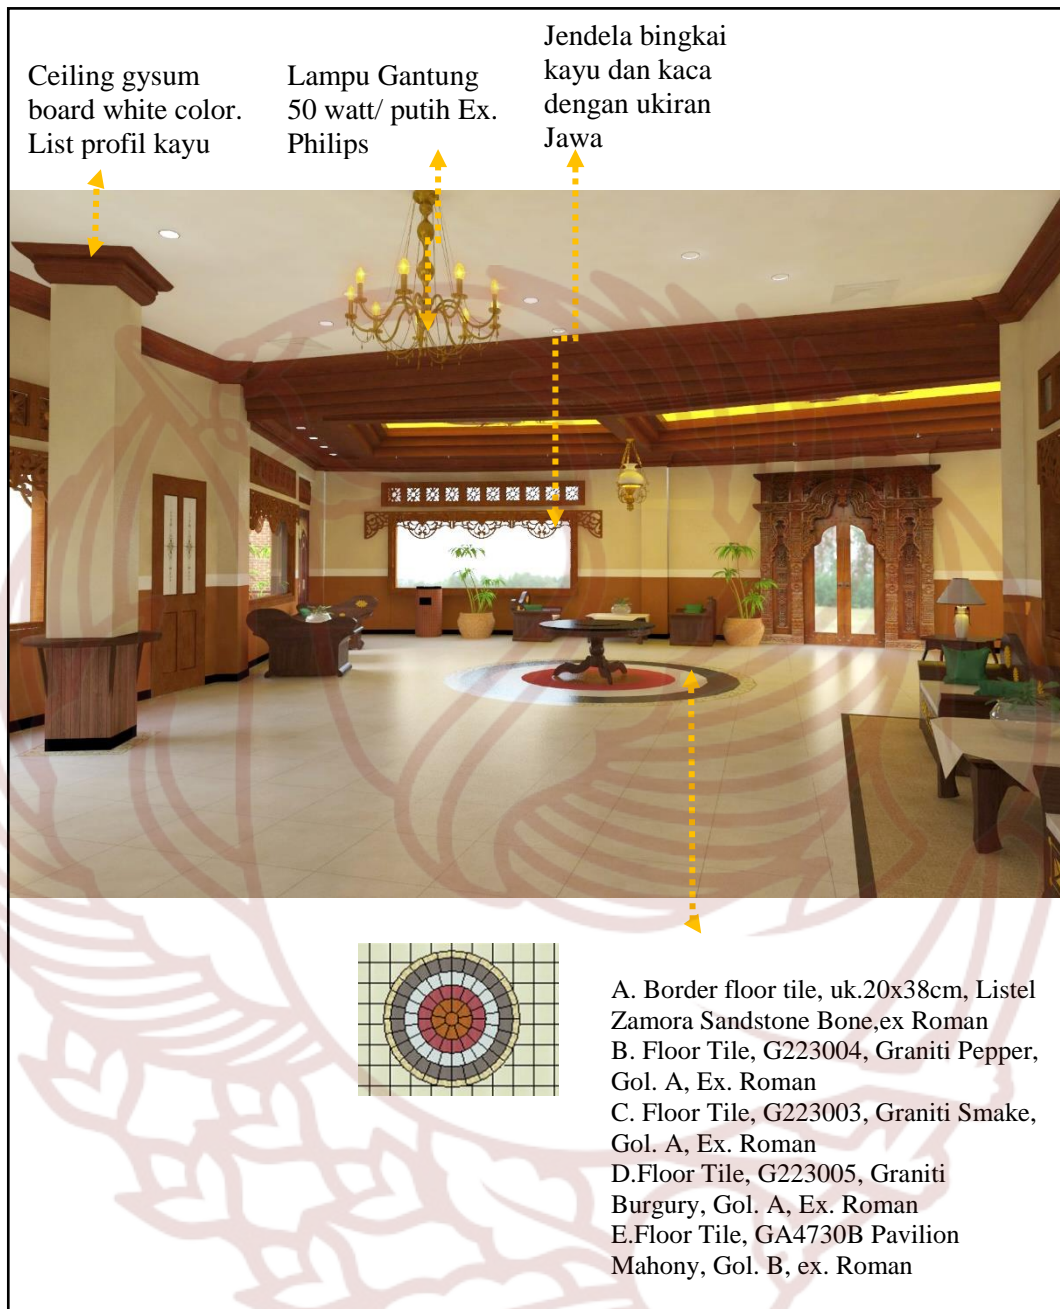 Ceiling gysum
board white color.
List profil kayu
Lampu Gantung
50 watt/ putih Ex.
Philips
Jendela bingkai
kayu dan kaca
dengan ukiran
Jawa
A. Border floor tile, uk.20x38cm, Listel
Zamora Sandstone Bone,ex Roman
B. Floor Tile, G223004, Graniti Pepper,
Gol. A, Ex. Roman
C. Floor Tile, G223003, Graniti Smake,
Gol. A, Ex. Roman
D.Floor Tile, G223005, Graniti
Burgury, Gol. A, Ex. Roman
E.Floor Tile, GA4730B Pavilion
Mahony, Gol. B, ex. Roman